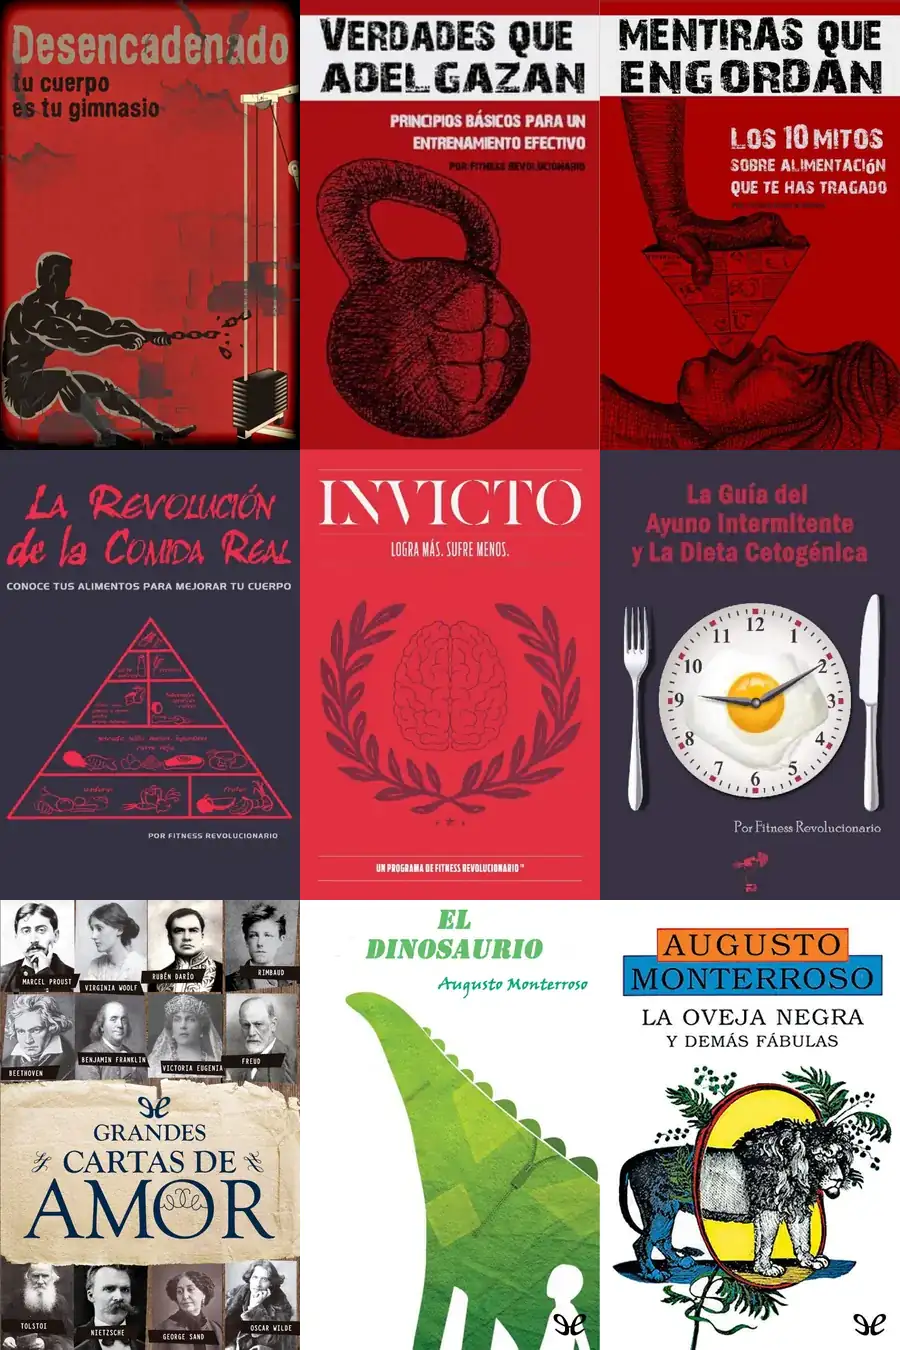 Desencadenado
tu cuerpo
es tu gimnasio
VERDADES QUE
ADELGAZAN
PRINCIPIOS BÁSICOS PARA UN
ENTRENAMIENTO EFECTIVO
POR FITNESS REVOLUCIONARIO
MENTIRAS QUE
ENGORDAN
LOS 10 MITOS
SOBRE ALIMENTACIÓN
QUE TE HAS TRAGADO
LA REVOLUCIÓN
de la COMIDA REAL
CONOCE TUS ALIMENTOS PARA MEJORAR TU CUERPO
POR FITNESS REVOLUCIONARIO
INVICTO
LOGRA MÁS. SUFRE MENOS.
UN PROGRAMA DE FITNESS REVOLUCIONARIO
La Guía del
Ayuno Intermitente
y La Dieta Cetogénica
12
11 1
10 2
9 3
8 4
7 5
6
Por Fitness Revolucionario
MARCEL PROUST
VIRGINIA WOOLF
RUBÉN DARÍO
RIMBAUD
BEETHOVEN
BENJAMIN FRANKLIN
VICTORIA EUGENIA
FREUD
GRANDES
CARTAS DE
AMOR
TOLSTOI
NIETZSCHE
GEORGE SAND
OSCAR WILDE
EL
DINOSAURIO
Augusto Monterroso
AUGUSTO
MONTERROSO
LA OVEJA NEGRA
Y DEMÁS FÁBULAS